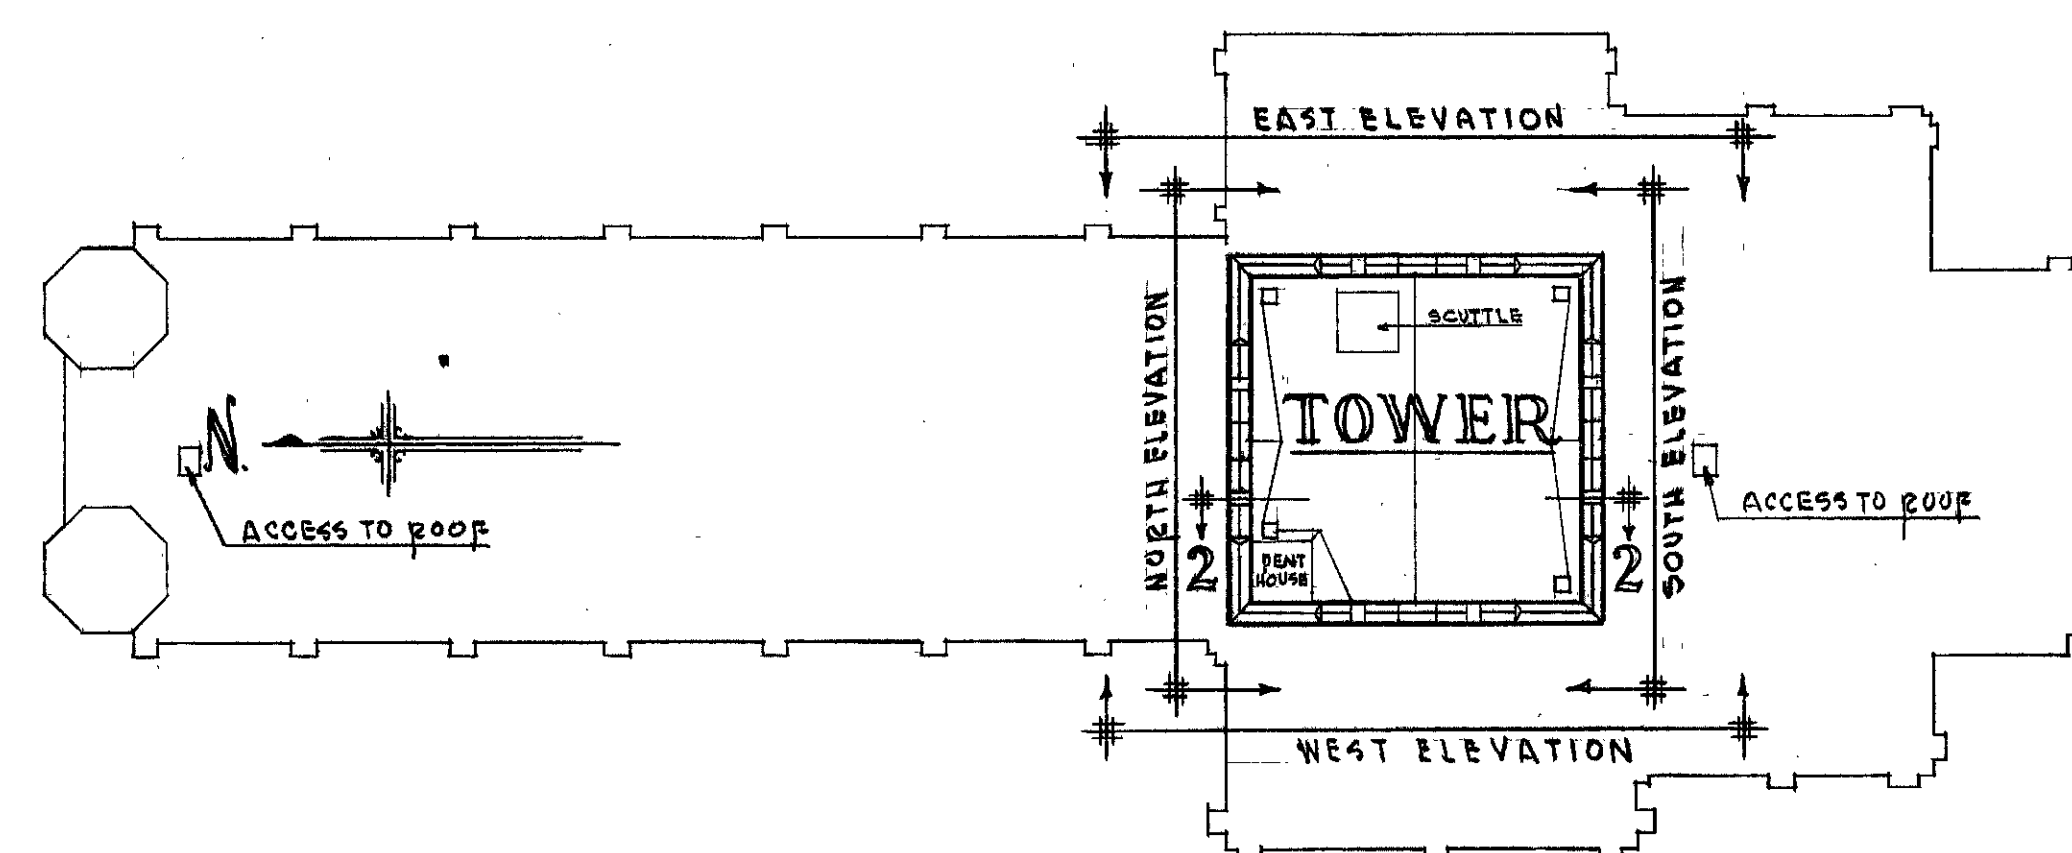 EAST ELEVATION
SCUTTLE
NORTH ELEVATION
TOWER
SOUTH ELEVATION
N.
ACCESS TO ROOF
ACCESS TO ROOF
2
2
PENT
HOUSE
WEST ELEVATION